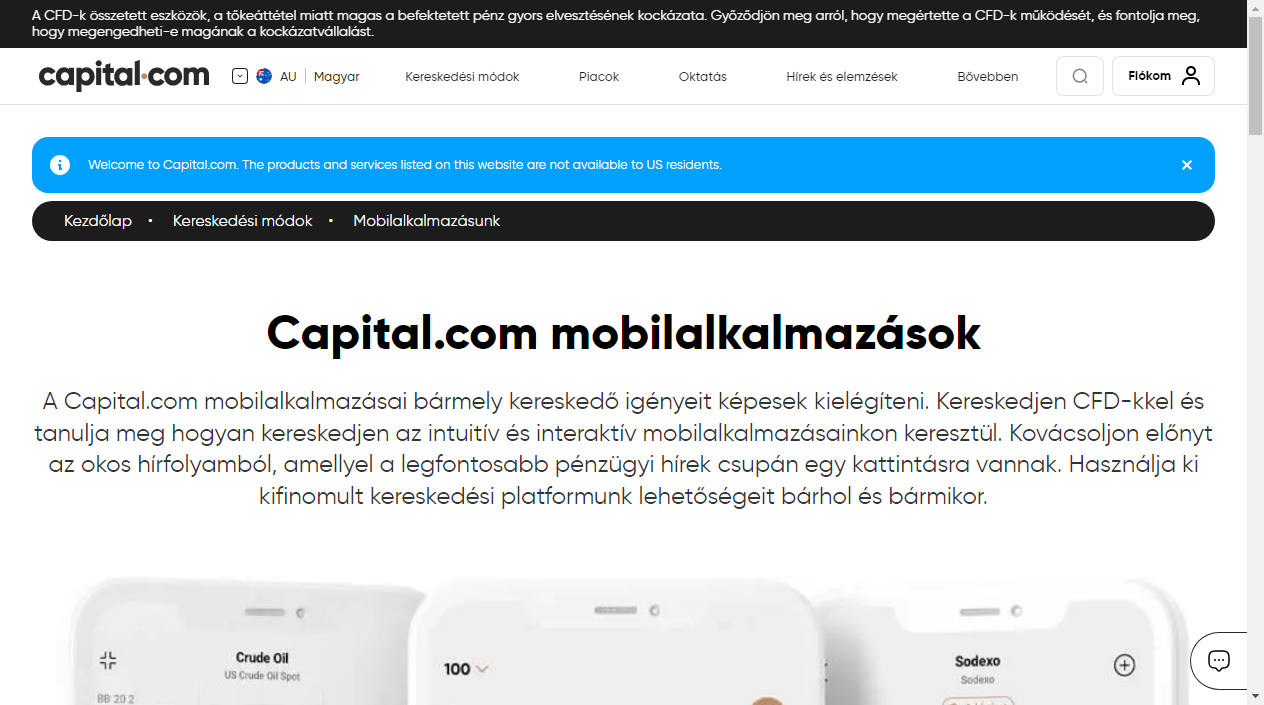 A CFD-k összetett eszközök, a tőkeáttétel miatt magas a befektetett pénz gyors elvesztésének kockázata. Győződjön meg arról, hogy megértette a CFD-k működését, és fontolja meg,
hogy megengedheti-e magának a kockázatvállalást.
capital.com
AU Magyar
Kereskedési módok
Piacok
Oktatás
Hírek és elemzések
Bővebben
Fiókom
Welcome to Capital.com. The products and services listed on this website are not available to US residents.
Kezdőlap • Kereskedési módok • Mobilalkalmazásunk
Capital.com mobilalkalmazások
A Capital.com mobilalkalmazásai bármely kereskedő igényeit képesek kielégíteni. Kereskedjen CFD-kkel és
tanulja meg hogyan kereskedjen az intuitív és interaktív mobilalkalmazásainkon keresztül. Kovácsoljon előnyt
az okos hírfolyamból, amellyel a legfontosabb pénzügyi hírek csupán egy kattintásra vannak. Használja ki
kifinomult kereskedési platformunk lehetőségeit bárhol és bármikor.
Crude Oil
US Crude Oil Spot
BB 20 2
100
Sodexo
Sodexo